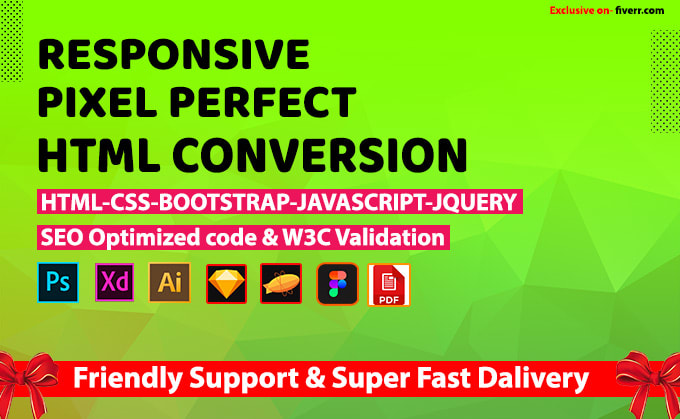 Exclusive on- fiverr.com
RESPONSIVE
PIXEL PERFECT
HTML CONVERSION
HTML-CSS-BOOTSTRAP-JAVASCRIPT-JQUERY
SEO Optimized code & W3C Validation
Ps Xd Ai PDF
Friendly Support & Super Fast Dalivery